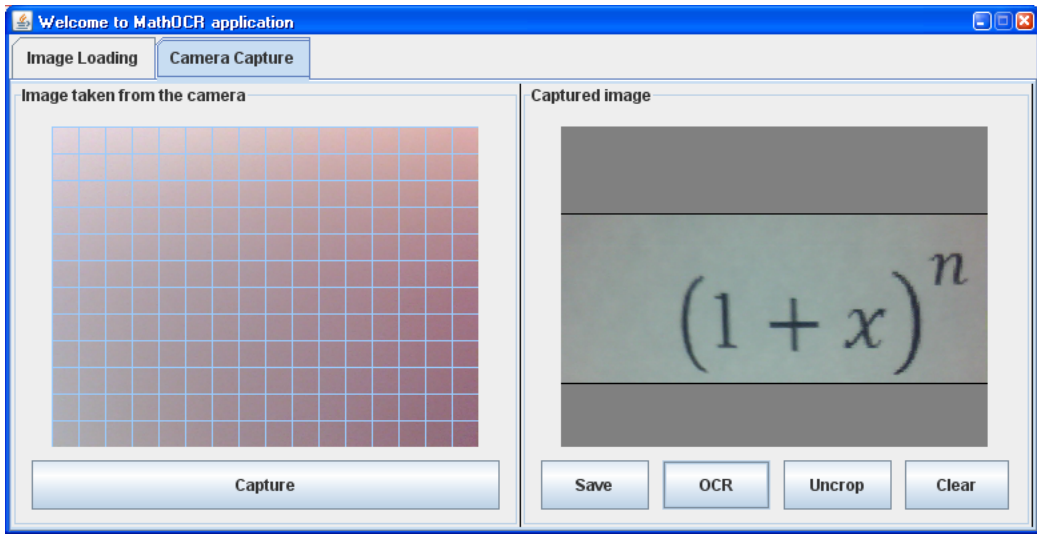 Welcome to MathOCR application
Image Loading Camera Capture
Image taken from the camera
Captured image
(1 + x)ⁿ
Capture
Save OCR Uncrop Clear